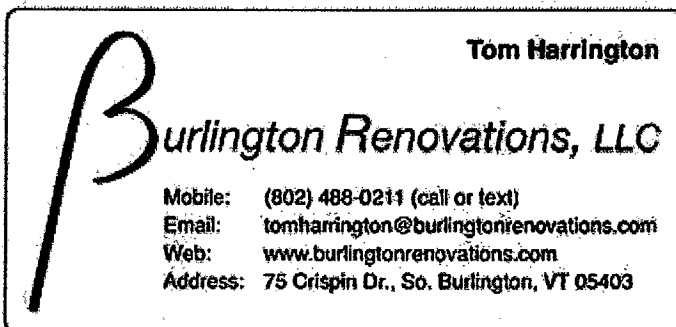 Tom Harrington
Burlington Renovations, LLC
Mobile: (802) 488-0211 (call or text)
Email: tomharrington@burlingtonrenovations.com
Web: www.burlingtonrenovations.com
Address: 75 Crispin Dr., So. Burlington, VT 05403